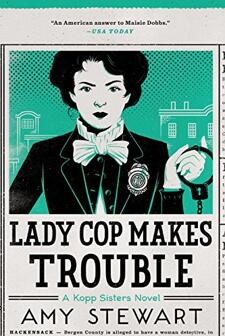 "An American answer to Maisie Dobbs."
—USA TODAY
LADY COP MAKES
TROUBLE
A Kopp Sisters Novel
AMY STEWART
HACKENSACK — Bergen County is alleged to have a woman detective, in